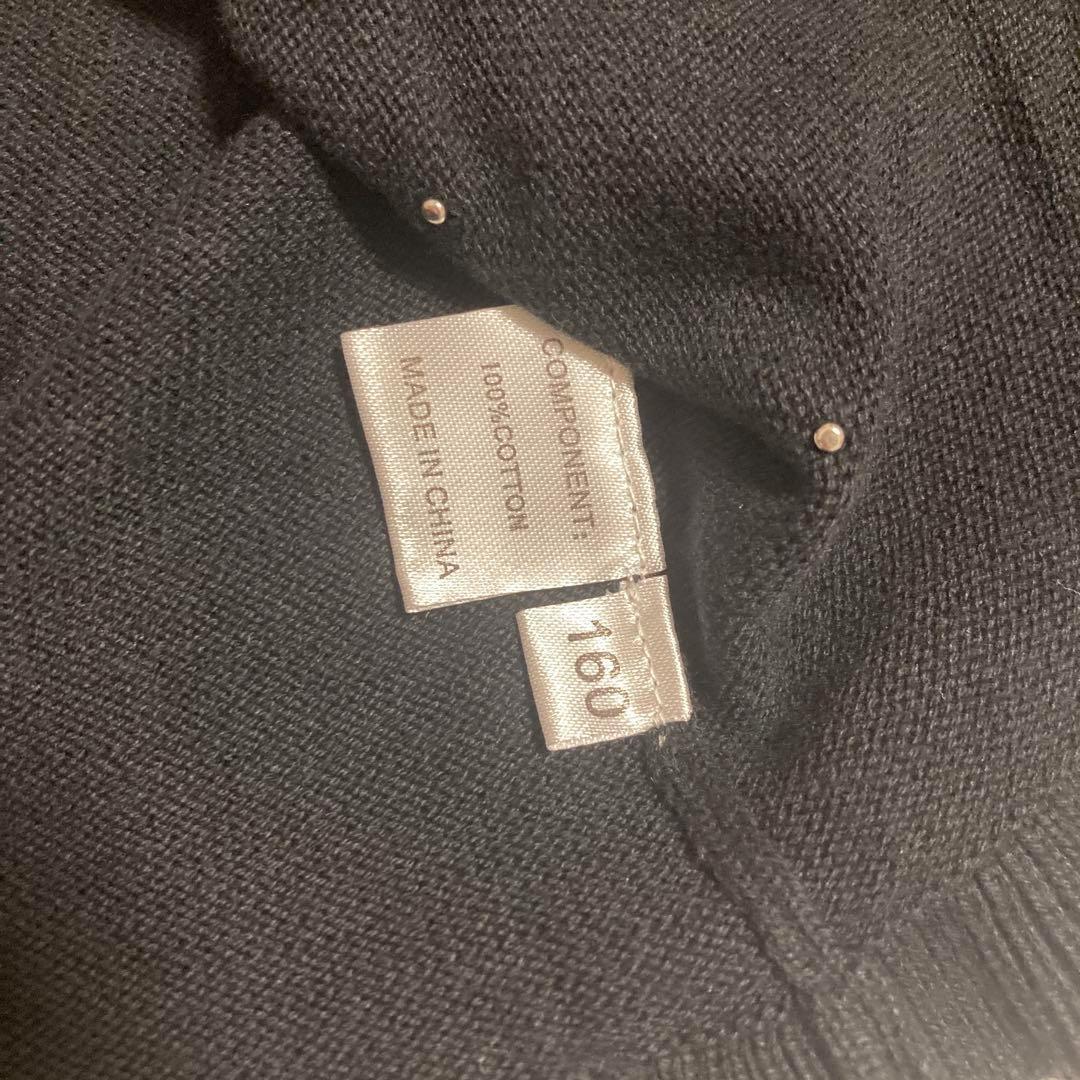 COMPONENT:
100%COTTON
MADE IN CHINA
160